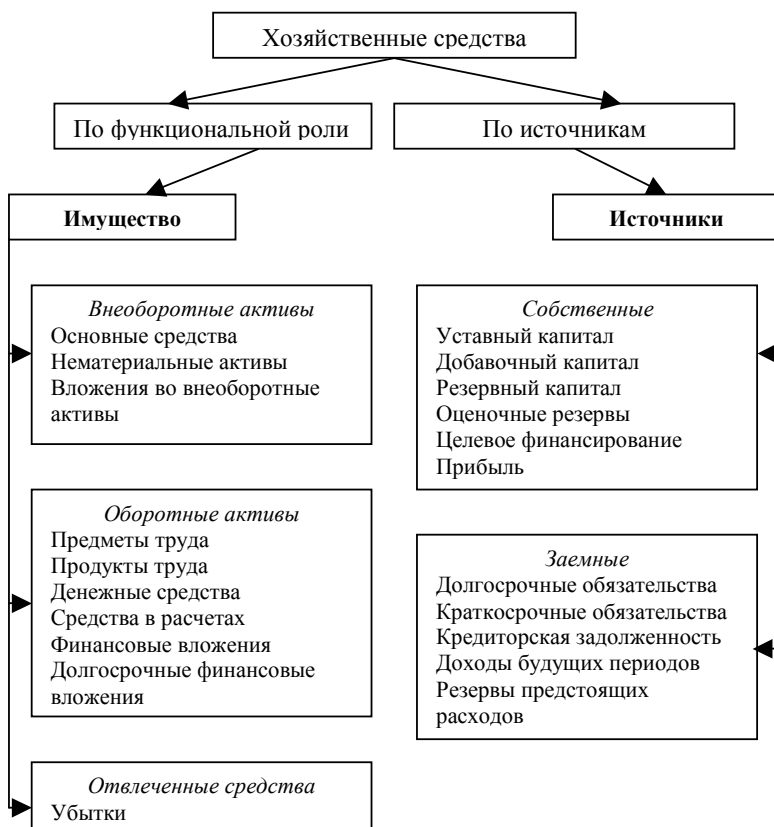 Хозяйственные средства
По функциональной роли
По источникам
Имущество
Источники
Внеоборотные активы
Основные средства
Нематериальные активы
Вложения во внеоборотные
активы
Собственные
Уставный капитал
Добавочный капитал
Резервный капитал
Оценочные резервы
Целевое финансирование
Прибыль
Оборотные активы
Предметы труда
Продукты труда
Денежные средства
Средства в расчетах
Финансовые вложения
Долгосрочные финансовые
вложения
Заемные
Долгосрочные обязательства
Краткосрочные обязательства
Кредиторская задолженность
Доходы будущих периодов
Резервы предстоящих
расходов
Отвлеченные средства
Убытки